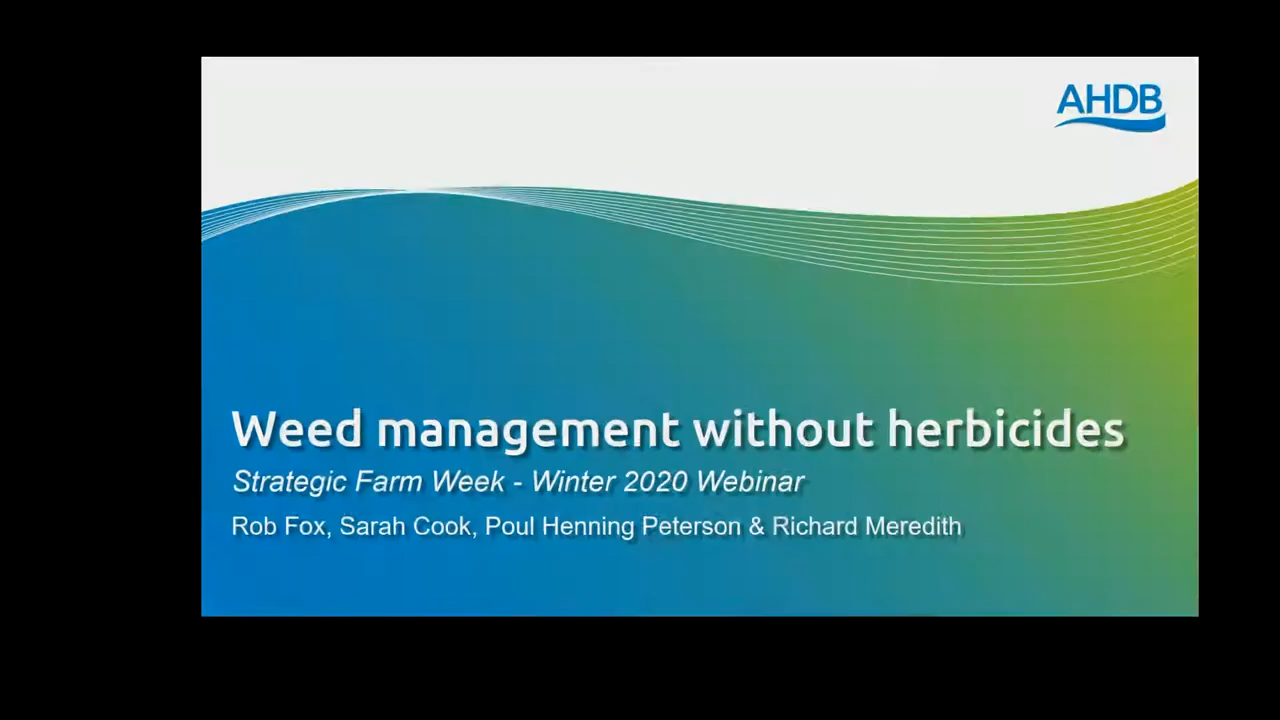 AHDB
Weed management without herbicides
Strategic Farm Week - Winter 2020 Webinar
Rob Fox, Sarah Cook, Poul Henning Peterson & Richard Meredith